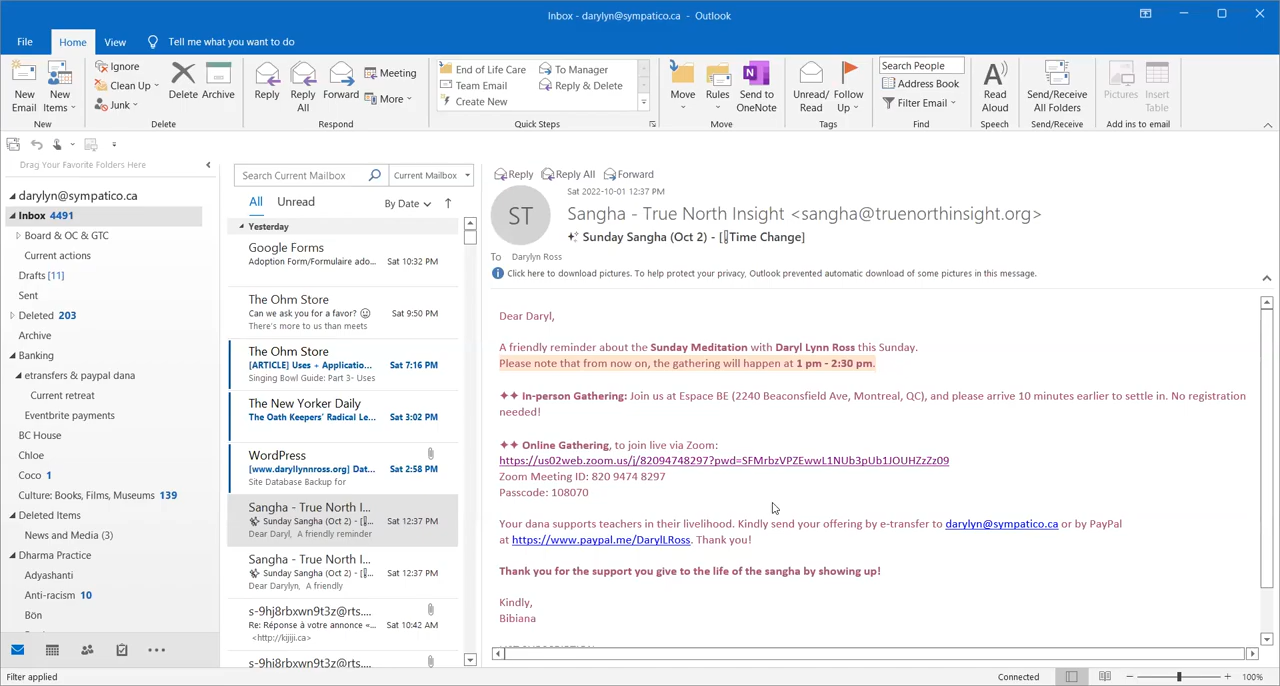 Inbox - darylyn@sympatico.ca - Outlook
File Home View Tell me what you want to do
New Email
New Items
Ignore
Clean Up
Junk
Delete
Archive
Reply
Reply All
Forward
Meeting
More
End of Life Care
Team Email
Create New
To Manager
Reply & Delete
Move
Rules
Send to OneNote
Unread/ Read
Follow Up
Search People
Address Book
Filter Email
Read Aloud
Send/Receive All Folders
Pictures
Insert Table
New Delete Respond Quick Steps Move Tags Find Speech Send/Receive Add ins to email
Drag Your Favorite Folders Here
darylyn@sympatico.ca
Inbox 4491
Board & OC & GTC
Current actions
Drafts [11]
Sent
Deleted 203
Archive
Banking
etransfers & paypal dana
Current retreat
Eventbrite payments
BC House
Chloe
Coco 1
Culture: Books, Films, Museums 139
Deleted Items
News and Media (3)
Dharma Practice
Adyashanti
Anti-racism 10
Bön
Filter applied
Search Current Mailbox Current Mailbox
All Unread By Date
Yesterday
Google Forms
Adoption Form/Formulaire ado... Sat 10:32 PM
The Ohm Store
Can we ask you for a favor? Sat 9:50 PM
There's more to us than meets
The Ohm Store
[ARTICLE] Uses + Applicatio... Sat 7:16 PM
Singing Bowl Guide: Part 3- Uses
The New Yorker Daily
The Oath Keepers' Radical Le... Sat 3:02 PM
WordPress
[www.daryllynnross.org] Dat... Sat 2:58 PM
Site Database Backup for
Sangha - True North I...
Sunday Sangha (Oct 2) - [... Sat 12:37 PM
Dear Daryl, A friendly reminder
Sangha - True North I...
Sunday Sangha (Oct 2) - [... Sat 12:37 PM
Dear Darylyn, A friendly
s-9hj8rbxwn9t3z@rts....
Re: Réponse à votre annonce «... Sat 10:42 AM
<http://kijiji.ca>
s-9hj8rbxwn9t3z@rts....
Reply Reply All Forward
Sat 2022-10-01 12:37 PM
ST
Sangha - True North Insight <sangha@truenorthinsight.org>
Sunday Sangha (Oct 2) - [Time Change]
To Darylyn Ross
Click here to download pictures. To help protect your privacy, Outlook prevented automatic download of some pictures in this message.
Dear Daryl,
A friendly reminder about the Sunday Meditation with Daryl Lynn Ross this Sunday.
Please note that from now on, the gathering will happen at 1 pm - 2:30 pm.
✦✦ In-person Gathering: Join us at Espace BE (2240 Beaconsfield Ave, Montreal, QC), and please arrive 10 minutes earlier to settle in. No registration
needed!
✦✦ Online Gathering, to join live via Zoom:
https://us02web.zoom.us/j/82094748297?pwd=SFMrbzVPZEwwL1NUb3pUb1JOUHZzZz09
Zoom Meeting ID: 820 9474 8297
Passcode: 108070
Your dana supports teachers in their livelihood. Kindly send your offering by e-transfer to darylyn@sympatico.ca or by PayPal
at https://www.paypal.me/DarylLRoss. Thank you!
Thank you for the support you give to the life of the sangha by showing up!
Kindly,
Bibiana
Connected 100%